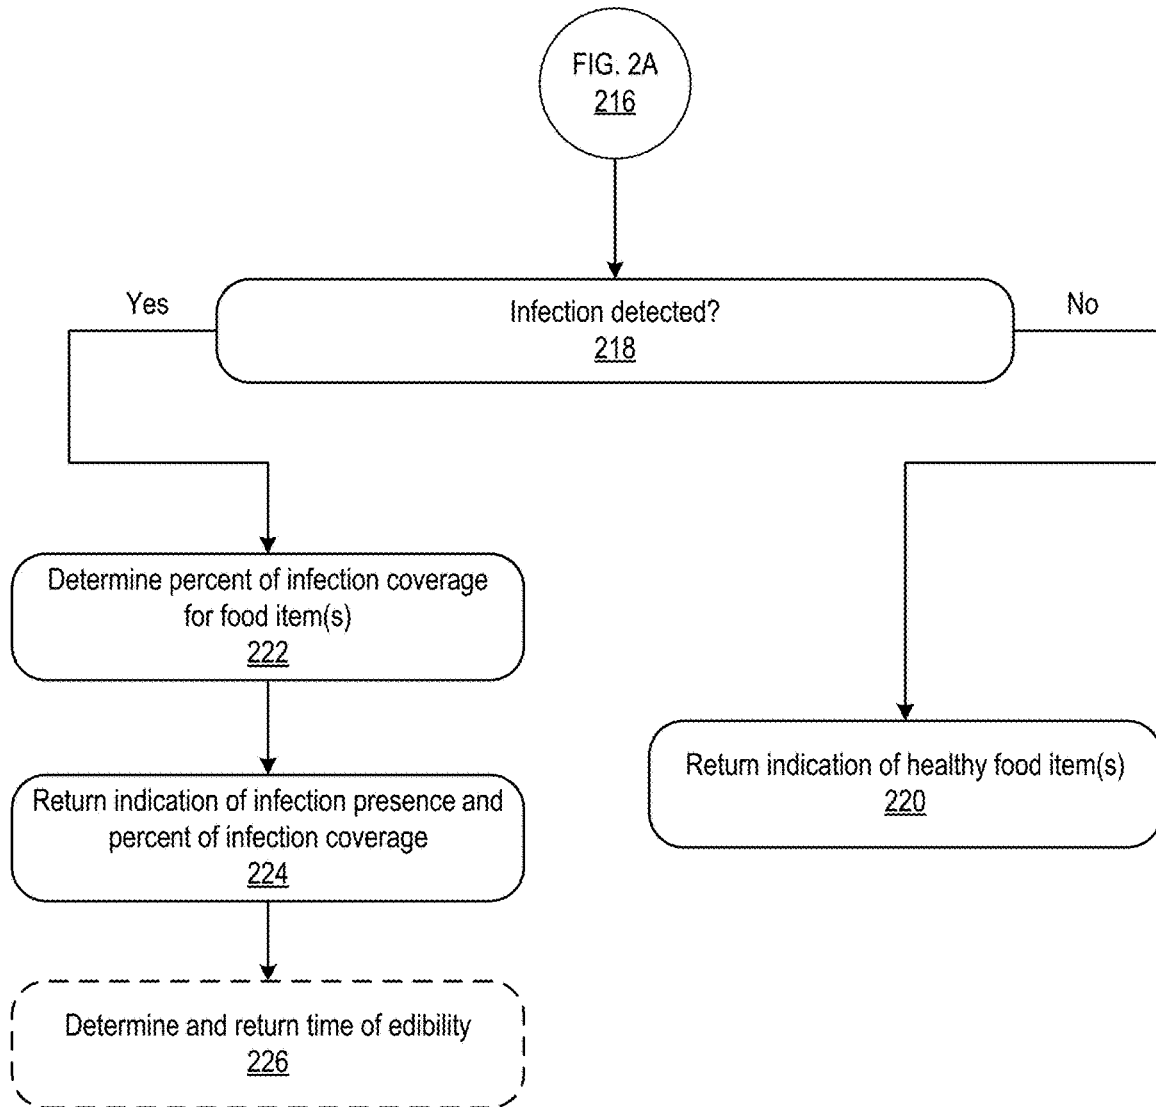 FIG. 2A
216
Yes
Infection detected?
218
No
Determine percent of infection coverage
for food item(s)
222
Return indication of healthy food item(s)
220
Return indication of infection presence and
percent of infection coverage
224
Determine and return time of edibility
226